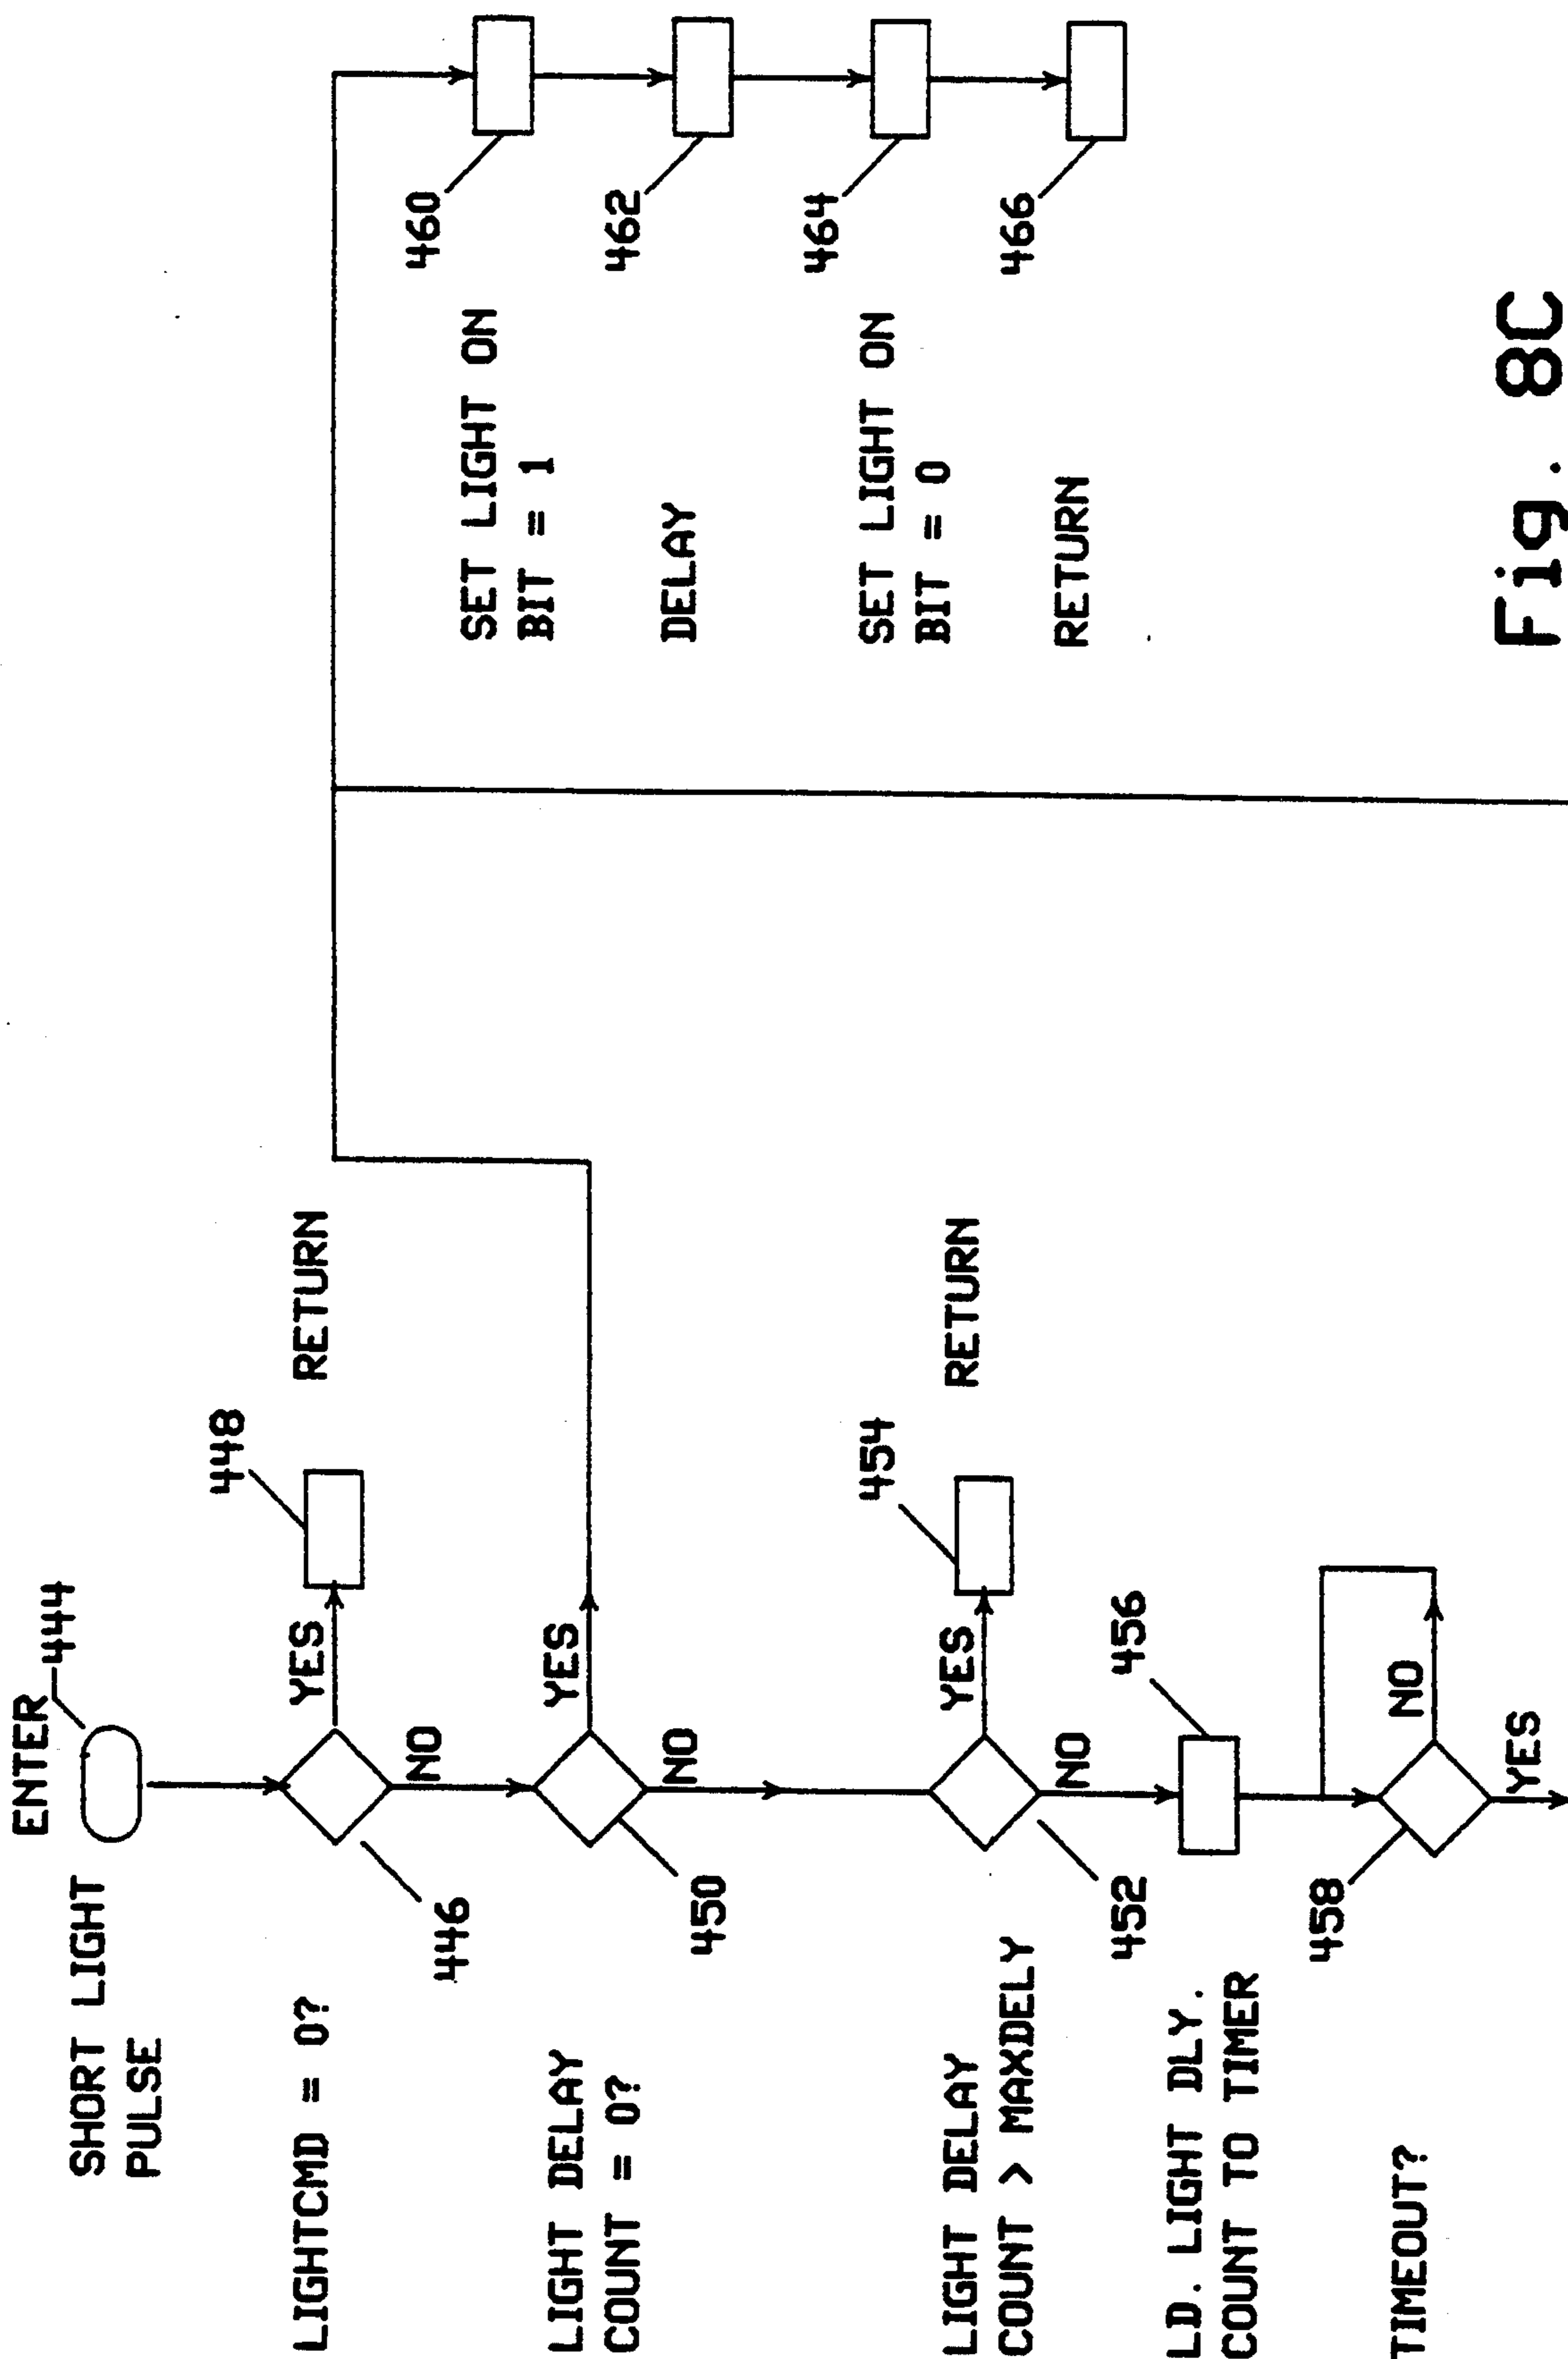 ENTER
444
SHORT LIGHT
PULSE
448
LIGHTCMD = 0?
YES
RETURN
446
NO
LIGHT DELAY
COUNT = 0?
YES
450
NO
454
LIGHT DELAY
COUNT > MAXDELY
YES
RETURN
452
NO
456
LD. LIGHT DLY.
COUNT TO TIMER
458
TIMEOUT?
NO
YES
460
SET LIGHT ON
BIT = 1
462
DELAY
464
SET LIGHT ON
BIT = 0
466
RETURN
Fig. 8C